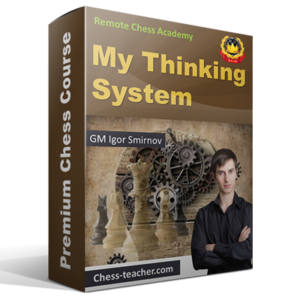 Remote Chess Academy
My Thinking
System
GM Igor Smirnov
Chess-teacher.com
Premium Chess Course